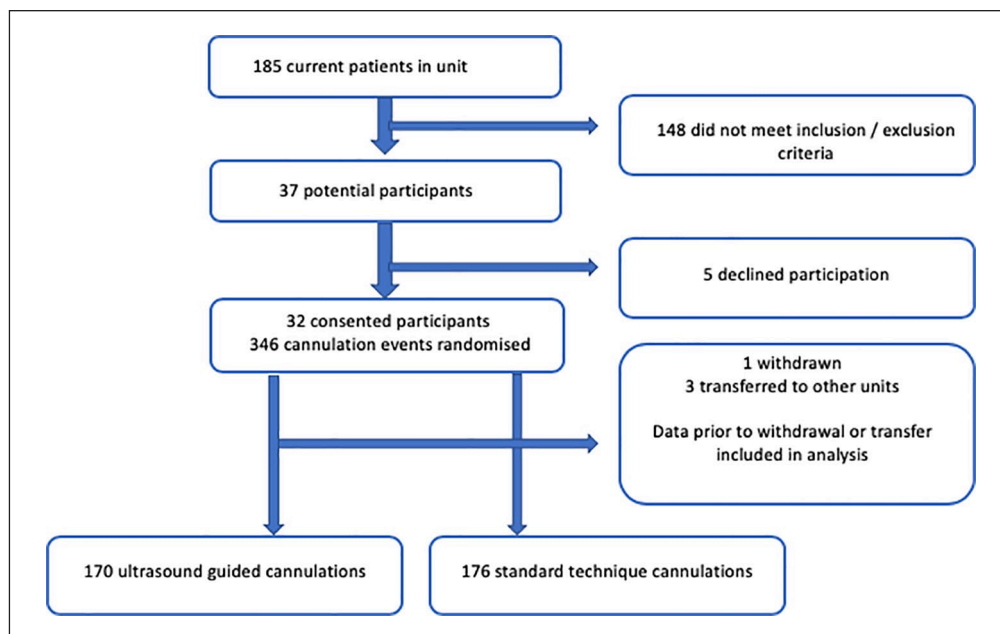 185 current patients in unit
148 did not meet inclusion / exclusion
criteria
37 potential participants
5 declined participation
32 consented participants
346 cannulation events randomised
1 withdrawn
3 transferred to other units
Data prior to withdrawal or transfer
included in analysis
170 ultrasound guided cannulations
176 standard technique cannulations